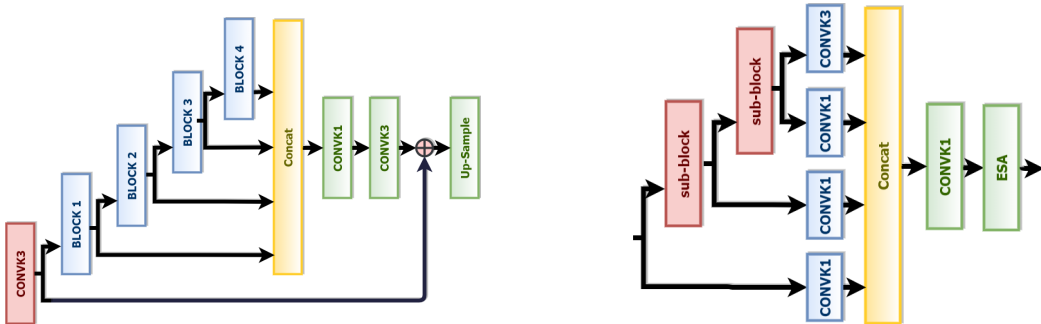 CONVK3
BLOCK 1
BLOCK 2
BLOCK 3
BLOCK 4
Concat
CONVK1
CONVK3
Up-Sample
sub-block
sub-block
CONVK3
CONVK1
CONVK1
CONVK1
Concat
CONVK1
ESA